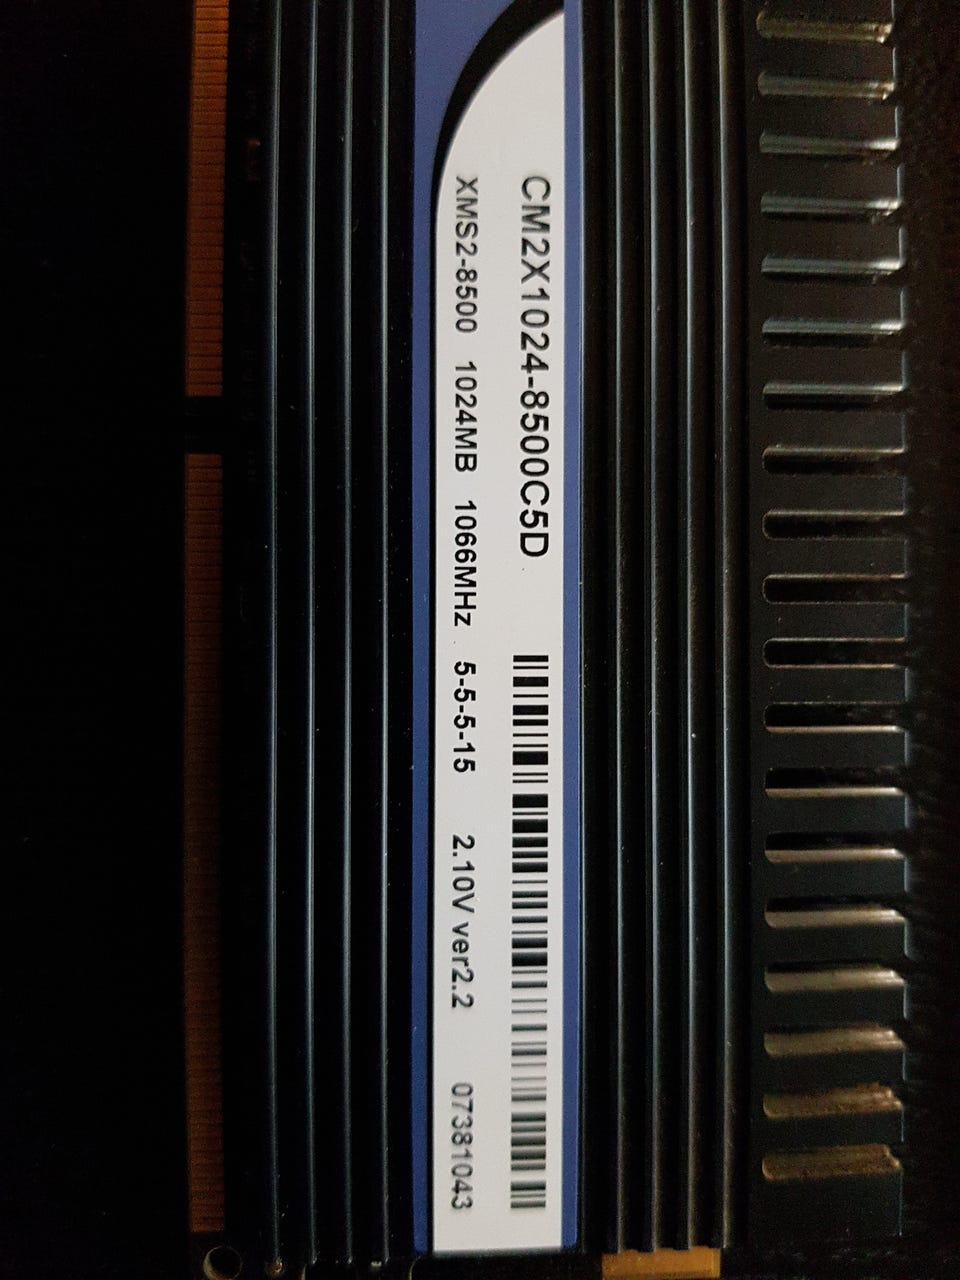 CM2X1024-8500C5D
XMS2-8500 1024MB 1066MHz 5-5-5-15 2.10V ver2.2 07381043